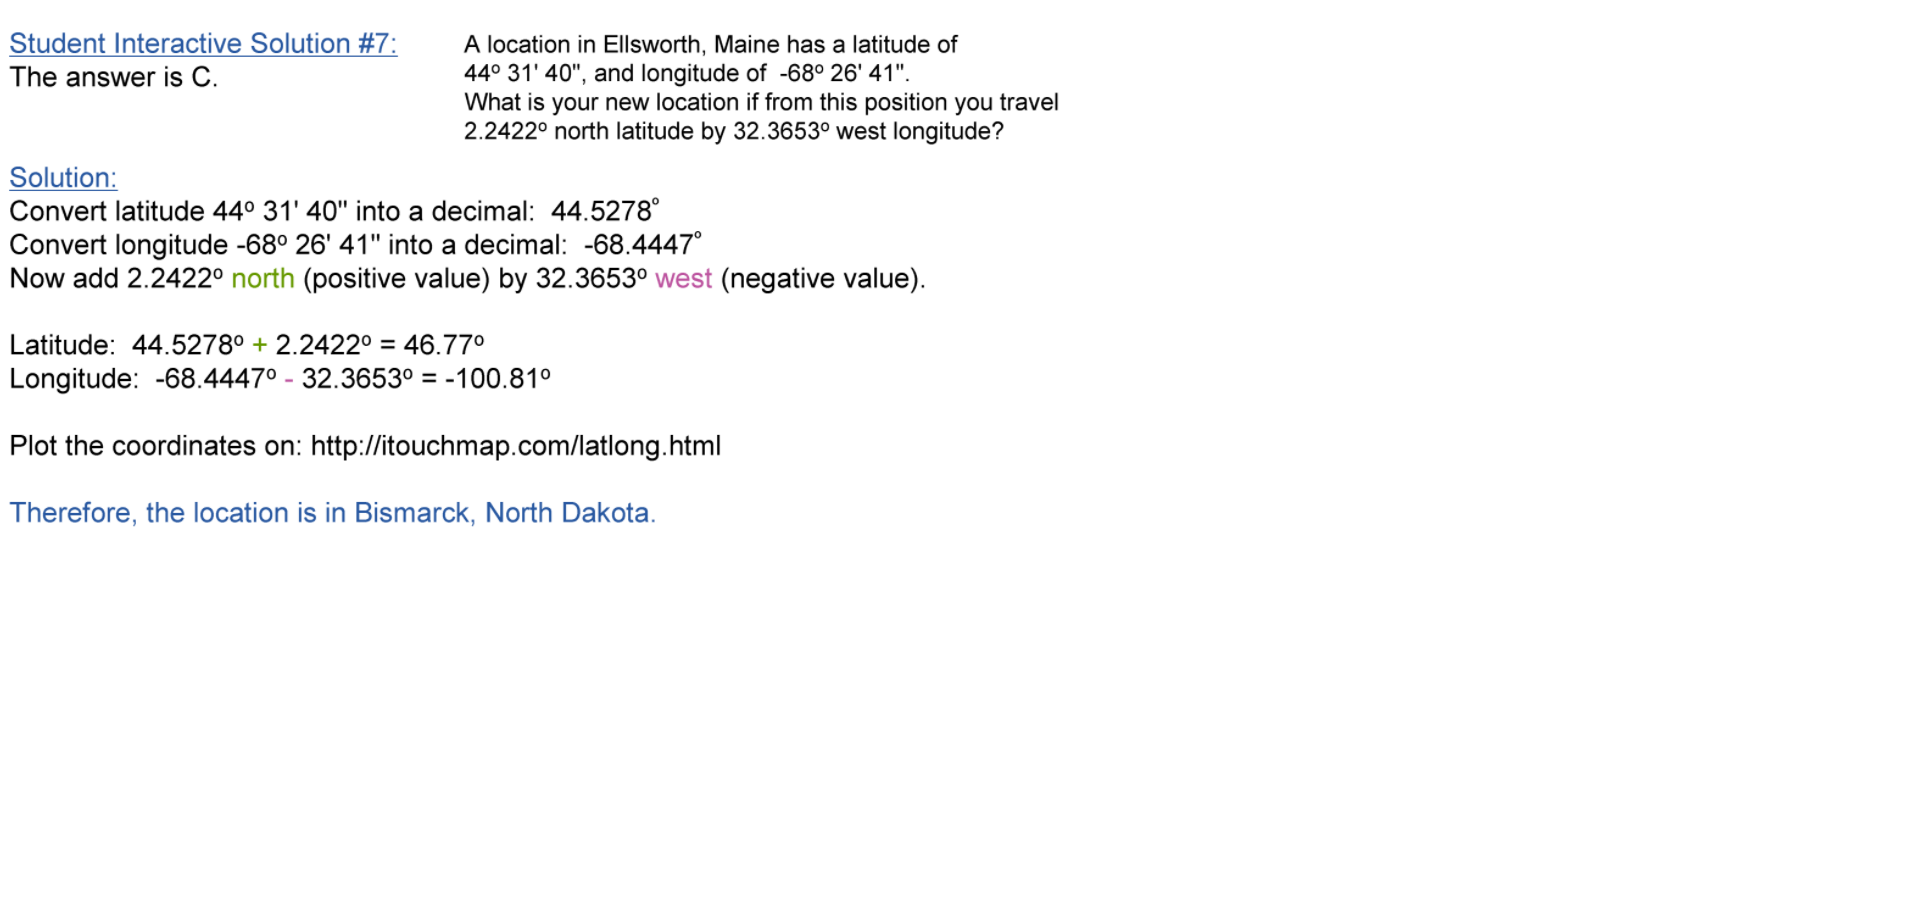 Student Interactive Solution #7:
The answer is C.
A location in Ellsworth, Maine has a latitude of
44º 31' 40", and longitude of  -68º 26' 41".
What is your new location if from this position you travel
2.2422º north latitude by 32.3653º west longitude?
Solution:
Convert latitude 44º 31' 40" into a decimal:  44.5278°
Convert longitude -68º 26' 41" into a decimal:  -68.4447°
Now add 2.2422º north (positive value) by 32.3653º west (negative value).
Latitude:  44.5278º + 2.2422º = 46.77º
Longitude:  -68.4447º - 32.3653º = -100.81º
Plot the coordinates on: http://itouchmap.com/latlong.html
Therefore, the location is in Bismarck, North Dakota.